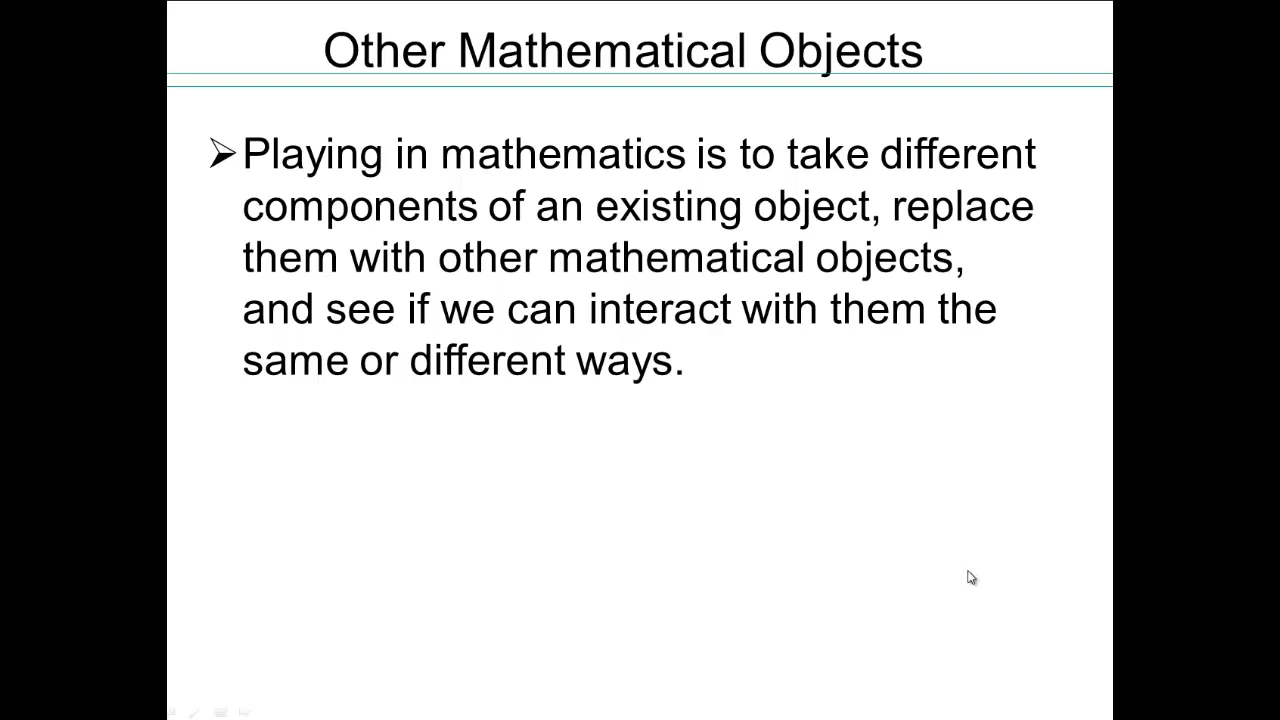 Other Mathematical Objects
➢Playing in mathematics is to take different
components of an existing object, replace
them with other mathematical objects,
and see if we can interact with them the
same or different ways.